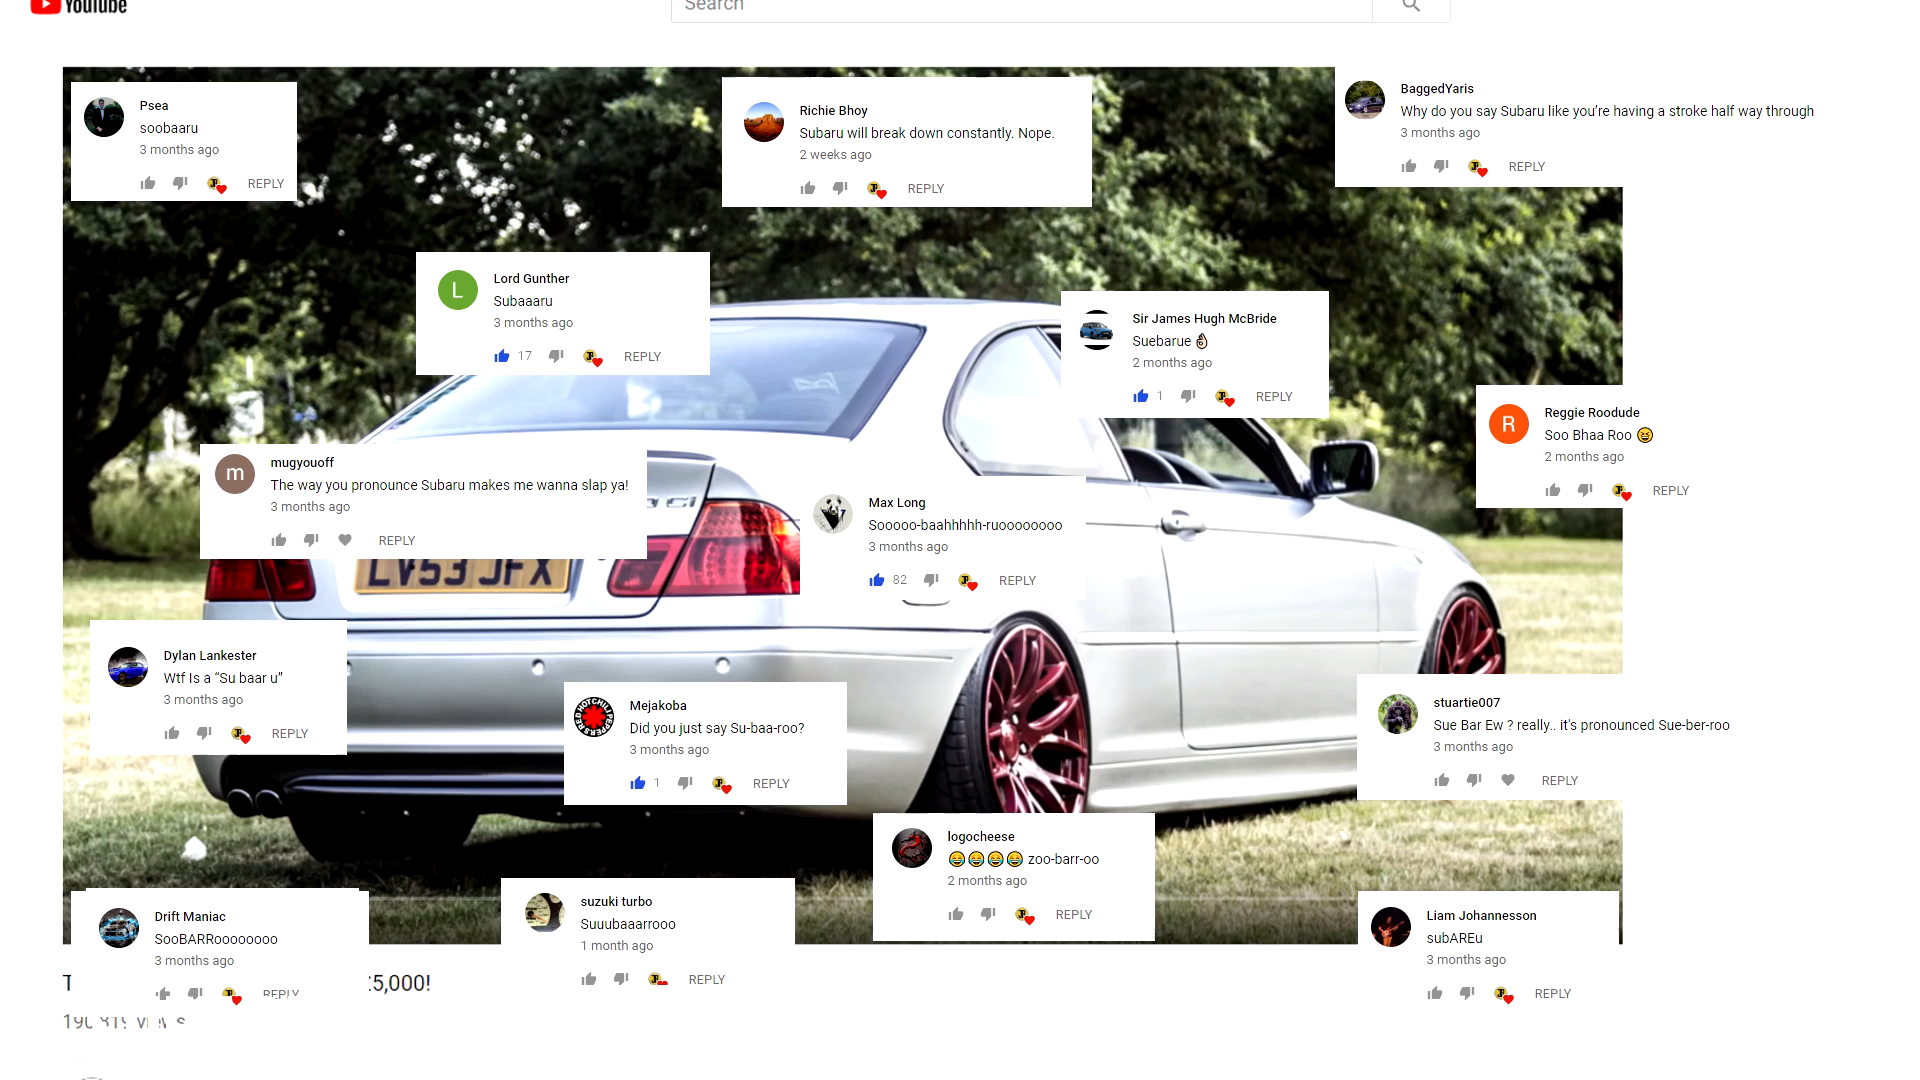 YouTube
Search
Psea
soobaaru
3 months ago
REPLY
Richie Bhoy
Subaru will break down constantly. Nope.
2 weeks ago
REPLY
BaggedYaris
Why do you say Subaru like you’re having a stroke half way through
3 months ago
REPLY
L
Lord Gunther
Subaaaru
3 months ago
17 REPLY
Sir James Hugh McBride
Suebarue 👌🏻
2 months ago
1 REPLY
R
Reggie Roodude
Soo Bhaa Roo 😆
2 months ago
REPLY
m
mugyouoff
The way you pronounce Subaru makes me wanna slap ya!
3 months ago
REPLY
Max Long
Sooooo-baahhhhh-ruoooooooo
3 months ago
82 REPLY
LV53 JFX
Dylan Lankester
Wtf Is a “Su baar u”
3 months ago
REPLY
RED HOT CHILI PEPPERS
Mejakoba
Did you just say Su-baa-roo?
3 months ago
1 REPLY
stuartie007
Sue Bar Ew ? really.. it's pronounced Sue-ber-roo
3 months ago
REPLY
logocheese
😂😂😂😂 zoo-barr-oo
2 months ago
REPLY
Drift Maniac
SooBARRoooooooo
3 months ago
REPLY
suzuki turbo
Suuubaaarrooo
1 month ago
REPLY
Liam Johannesson
subAREu
3 months ago
REPLY
T
5,000!
views